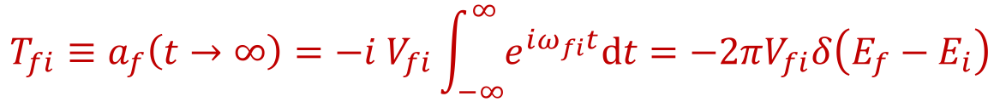 T_{fi} ≡ a_f(t → ∞) = −i V_{fi} ∫_{−∞}^{∞} e^{iω_{fi}t} dt = −2πV_{fi}δ(E_f − E_i)